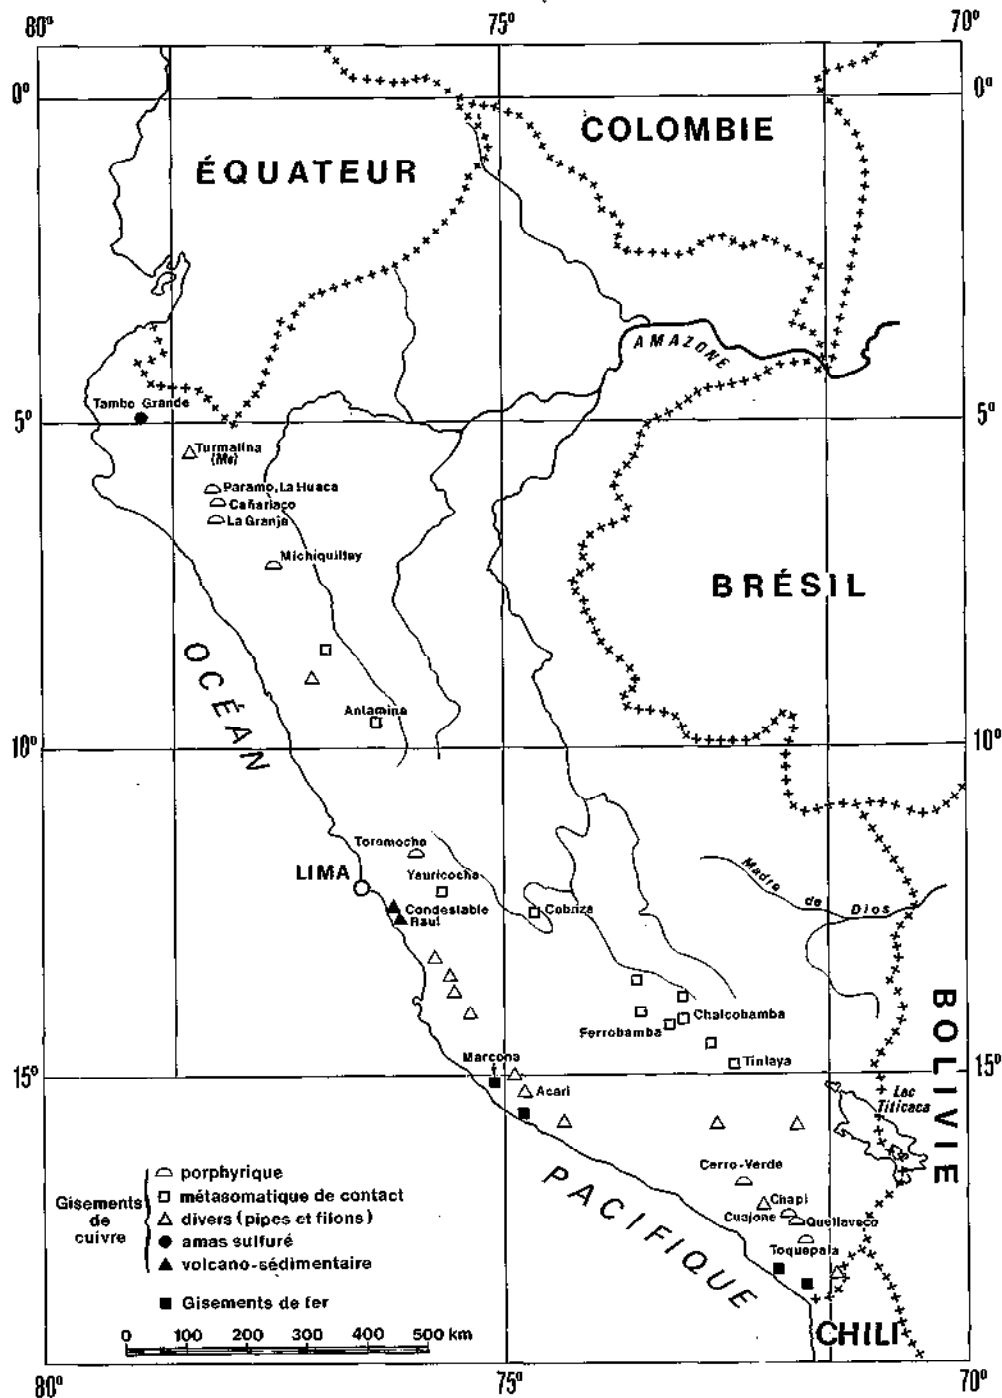 80°
75°
70°
0°
0°
COLOMBIE
ÉQUATEUR
AMAZONE
Tambo Grande
5°
5°
Turmalina
(Mo)
Paramo, La Huaca
Cañariaco
La Granja
Michiquillay
BRÉSIL
OCÉAN
Antamina
10°
10°
Toromocho
LIMA
Yauricocha
Condestable
Raul
Cobriza
Madre de Dios
Chalcobamba
Ferrobamba
Tintaya
BOLIVIE
Marcona
15°
15°
Acari
Lac
Titicaca
Cerro-Verde
Chapi
Cuajone
Quellaveco
Toquepala
PACIFIQUE
CHILI
Gisements
de
cuivre
porphyrique
métasomatique de contact
divers (pipes et filons)
amas sulfuré
volcano-sédimentaire
Gisements de fer
0 100 200 300 400 500 km
80°
75°
70°